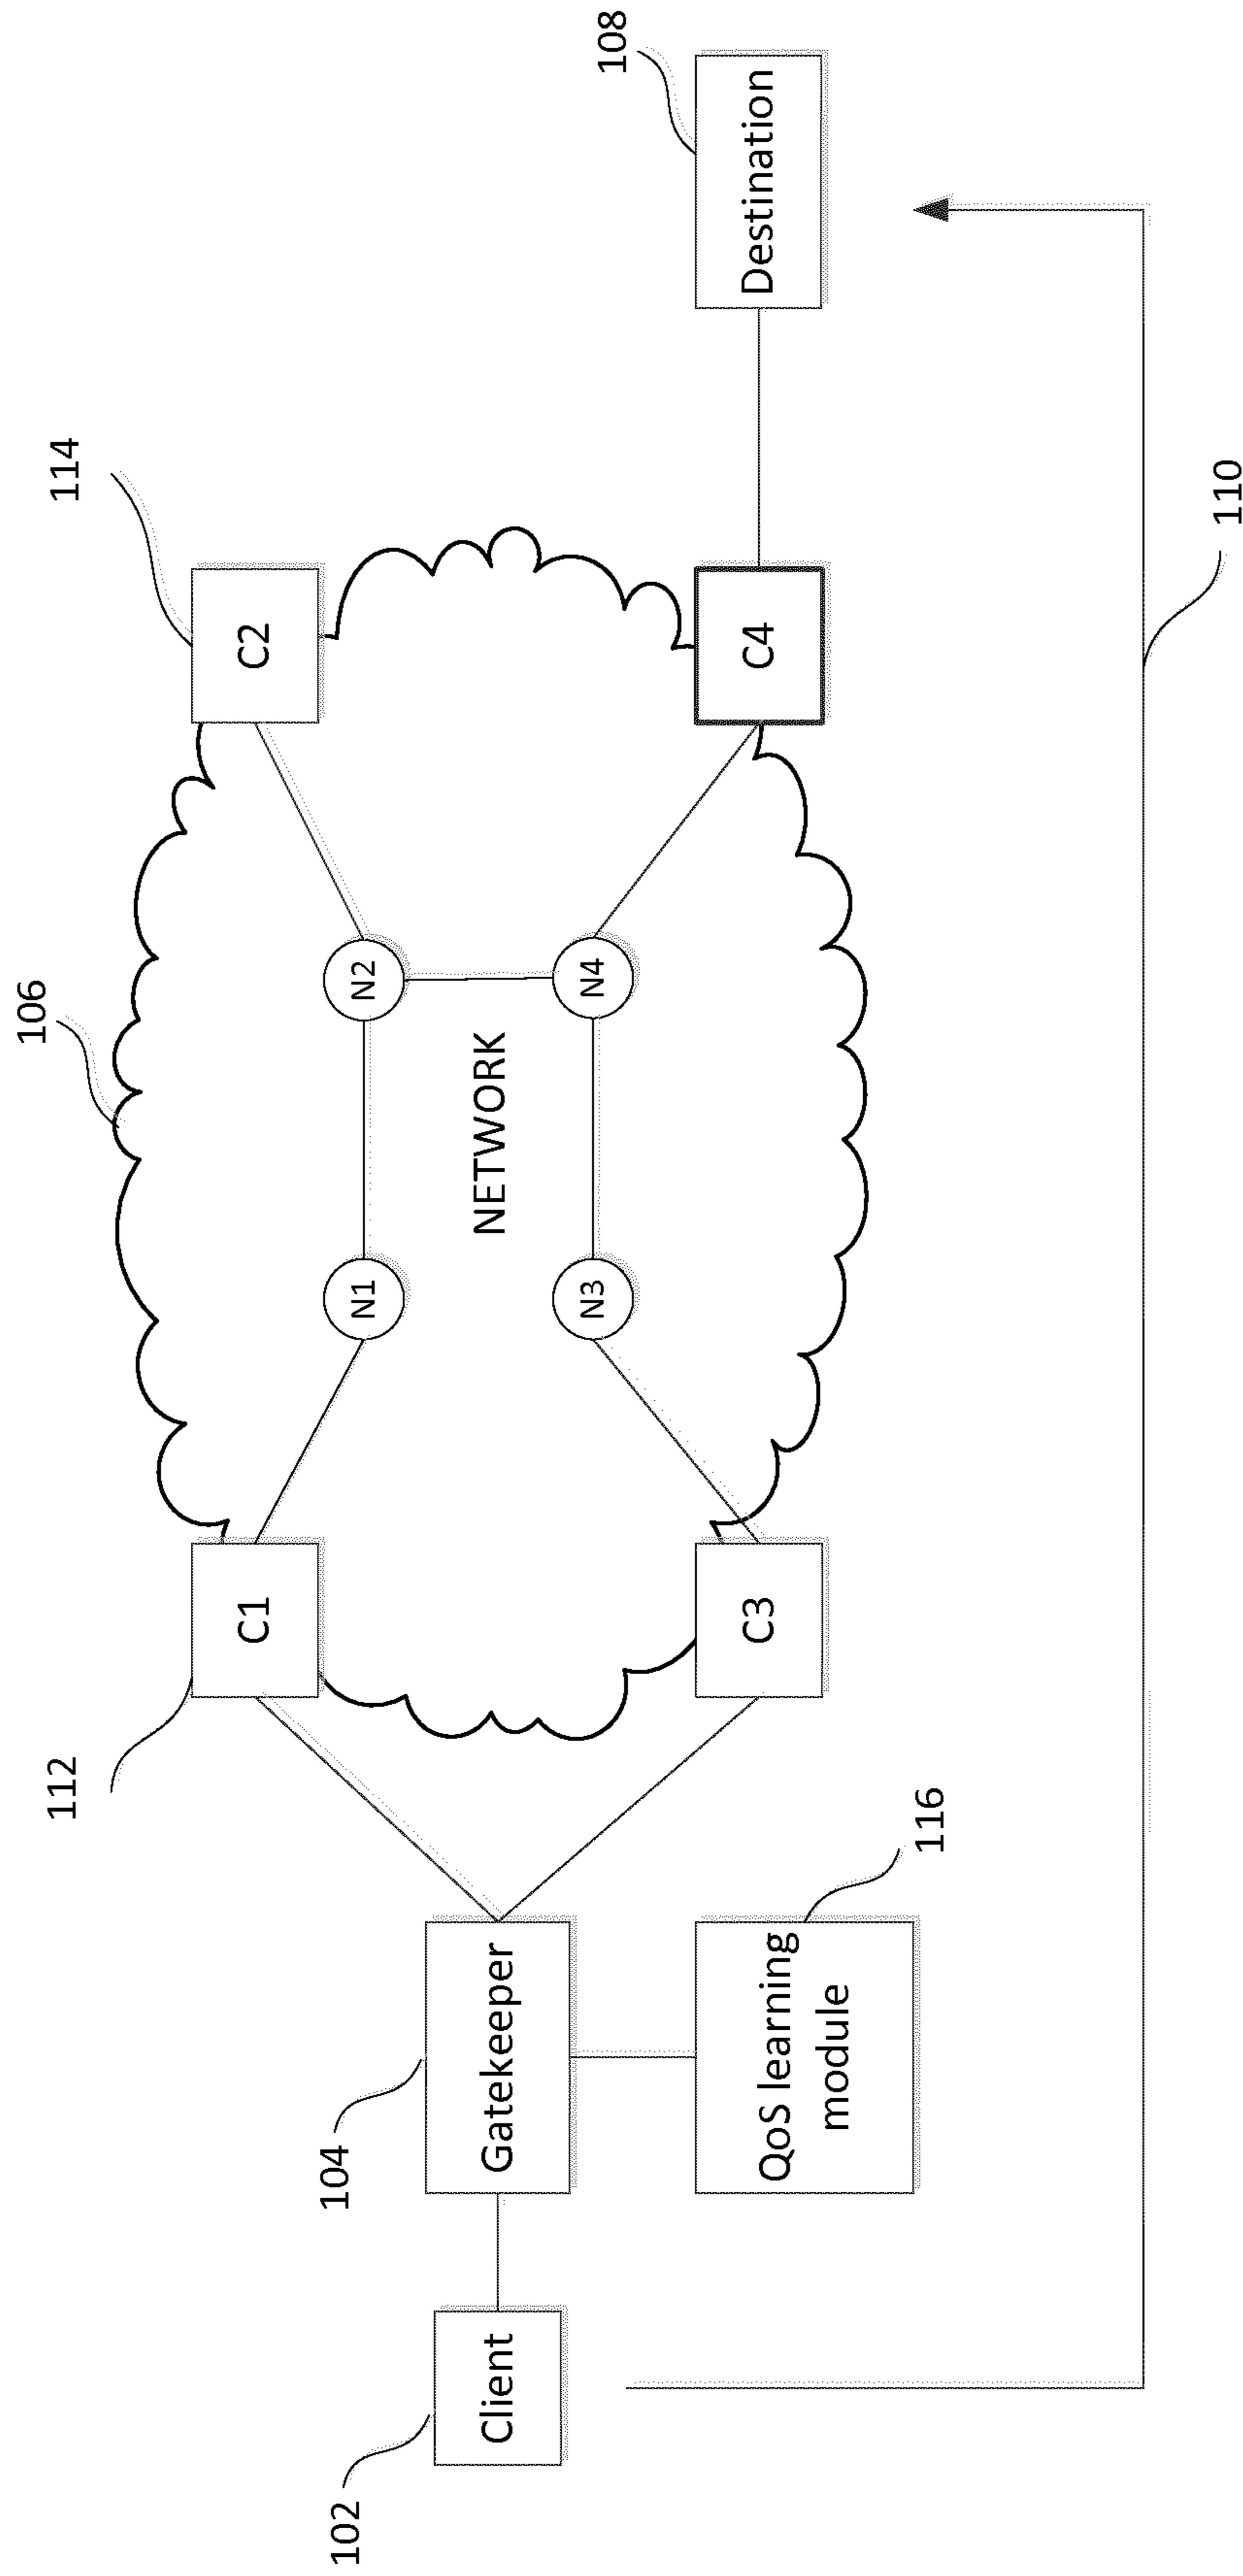 106
114
108
112
C1
C2
N1
N2
104
102
Client
Gatekeeper
NETWORK
N3
N4
QoS learning
module
C3
C4
Destination
116
110